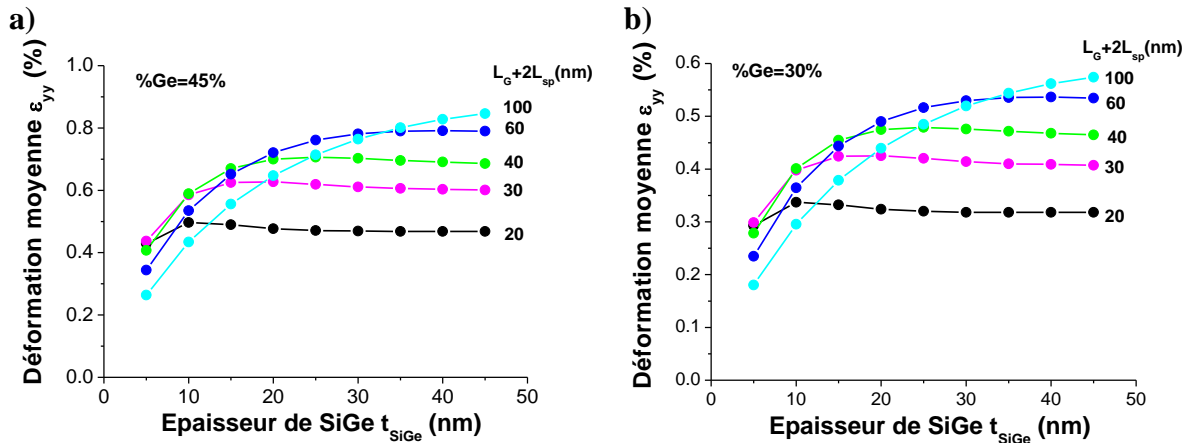 a)
Déformation moyenne ε_yy (%)
1.0
0.8
0.6
0.4
0.2
0.0
%Ge=45%
L_G+2L_sp(nm)
100
60
40
30
20
0 10 20 30 40 50
Epaisseur de SiGe t_SiGe (nm)
b)
Déformation moyenne ε_yy (%)
0.6
0.5
0.4
0.3
0.2
0.1
0.0
%Ge=30%
L_G+2L_sp(nm)
100
60
40
30
20
0 10 20 30 40 50
Epaisseur de SiGe t_SiGe (nm)